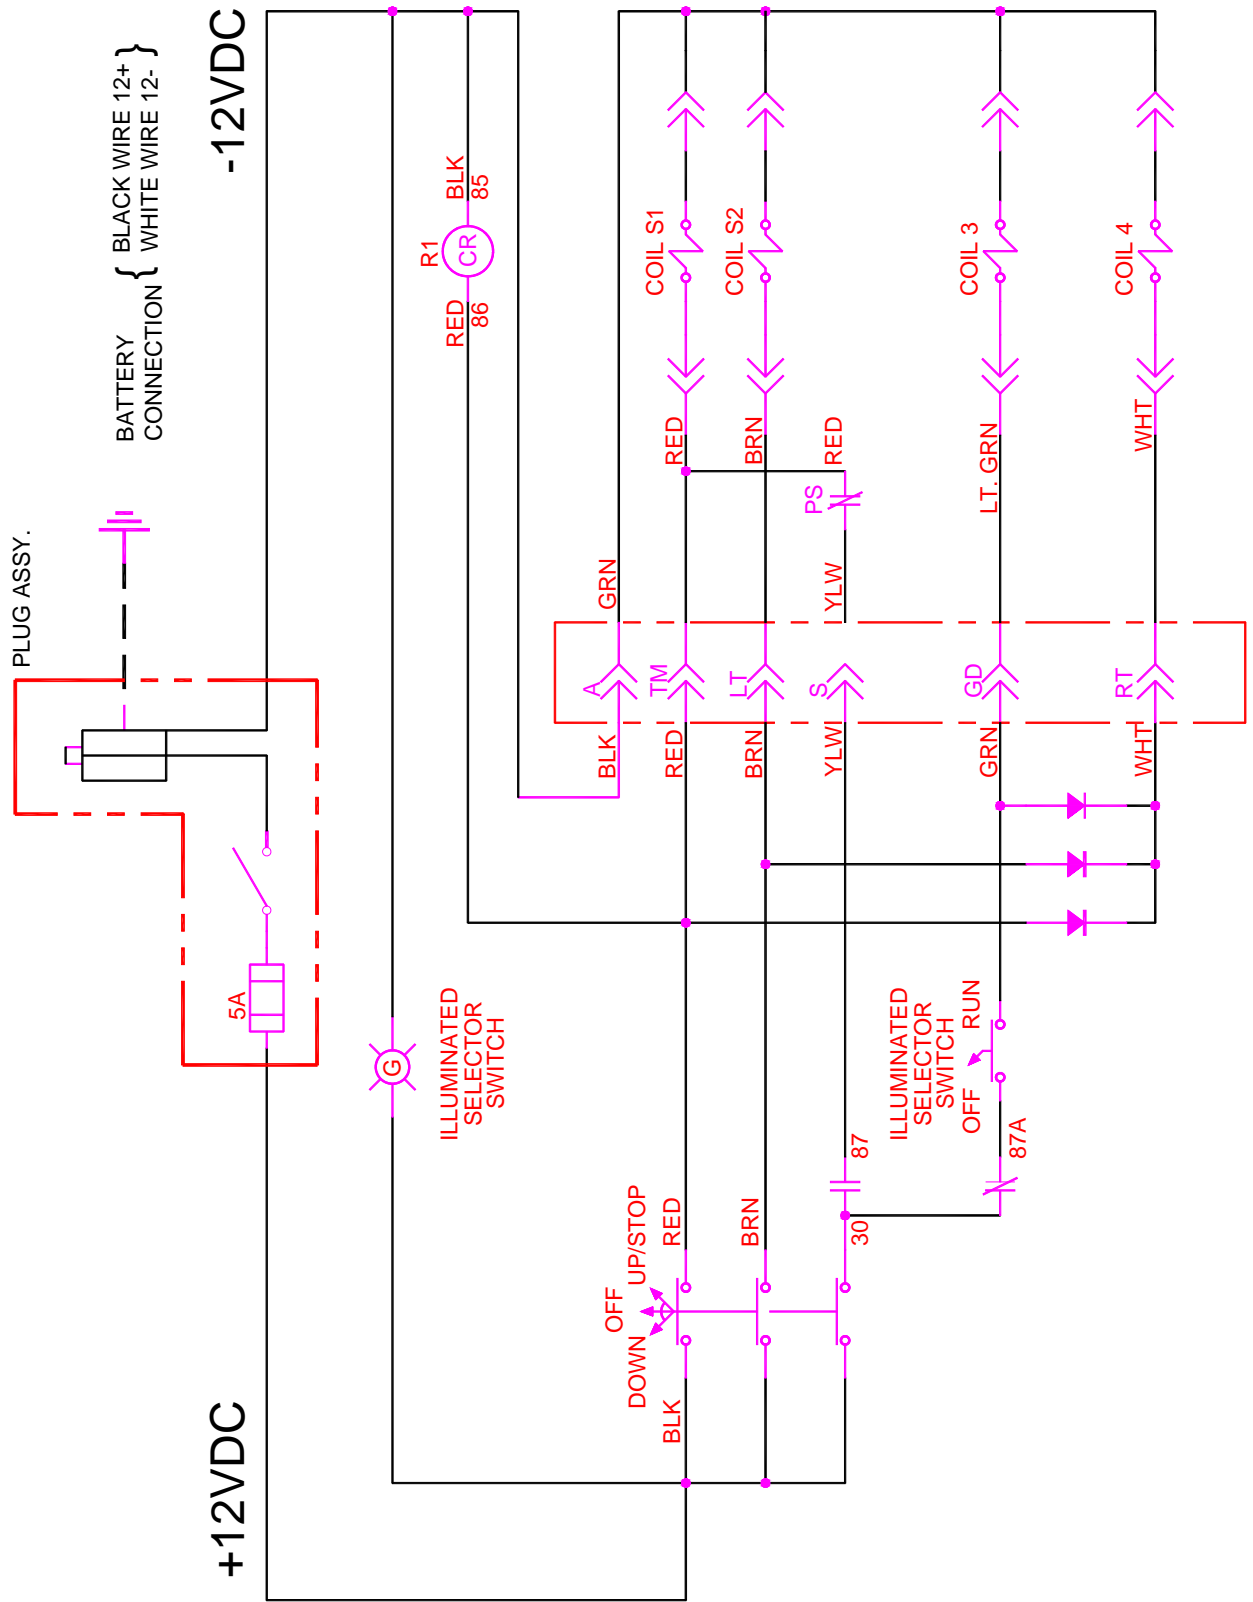 PLUG ASSY.
BATTERY
CONNECTION
{ BLACK WIRE 12+ }
{ WHITE WIRE 12- }
+12VDC
-12VDC
5A
G
ILLUMINATED
SELECTOR
SWITCH
R1
CR
RED
86
BLK
85
BLK
A
GRN
DOWN
OFF
UP/STOP
BLK
RED
RED
TM
RED
COIL S1
BRN
BRN
LT
BRN
COIL S2
30
87
YLW
S
YLW
PS
RED
87A
ILLUMINATED
SELECTOR
SWITCH
OFF
RUN
GRN
GD
LT. GRN
COIL 3
WHT
RT
WHT
COIL 4